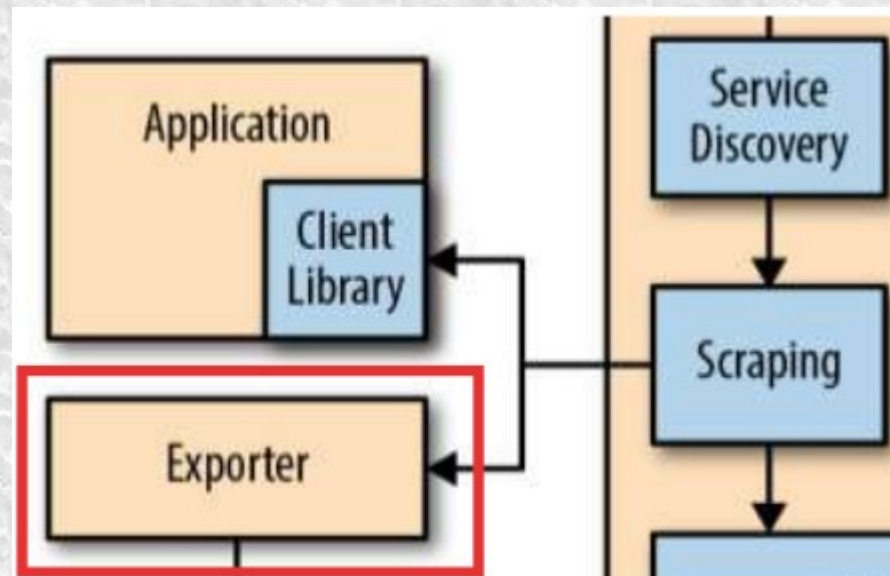 Application
Client
Library
Exporter
Service
Discovery
Scraping